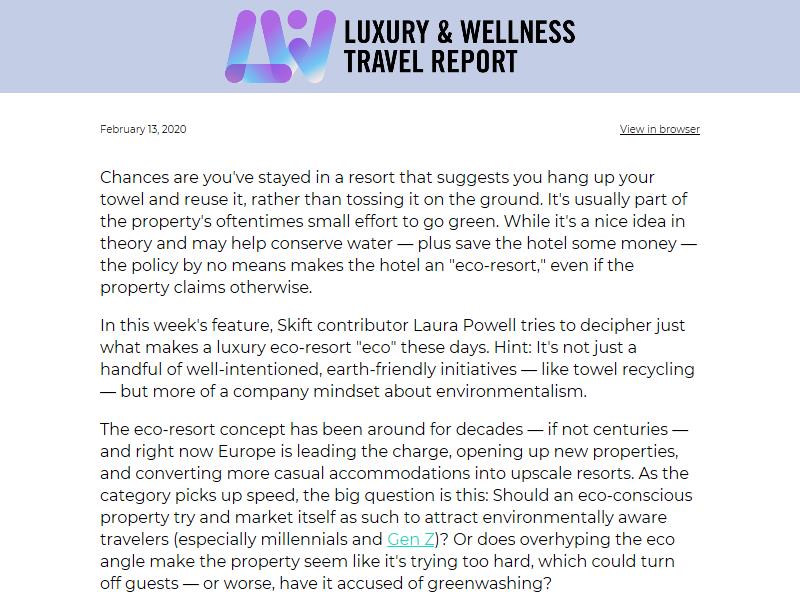 LUXURY & WELLNESS
TRAVEL REPORT
February 13, 2020
View in browser
Chances are you've stayed in a resort that suggests you hang up your
towel and reuse it, rather than tossing it on the ground. It's usually part of
the property's oftentimes small effort to go green. While it's a nice idea in
theory and may help conserve water — plus save the hotel some money —
the policy by no means makes the hotel an "eco-resort," even if the
property claims otherwise.
In this week's feature, Skift contributor Laura Powell tries to decipher just
what makes a luxury eco-resort "eco" these days. Hint: It's not just a
handful of well-intentioned, earth-friendly initiatives — like towel recycling
— but more of a company mindset about environmentalism.
The eco-resort concept has been around for decades — if not centuries —
and right now Europe is leading the charge, opening up new properties,
and converting more casual accommodations into upscale resorts. As the
category picks up speed, the big question is this: Should an eco-conscious
property try and market itself as such to attract environmentally aware
travelers (especially millennials and Gen Z)? Or does overhyping the eco
angle make the property seem like it's trying too hard, which could turn
off guests — or worse, have it accused of greenwashing?